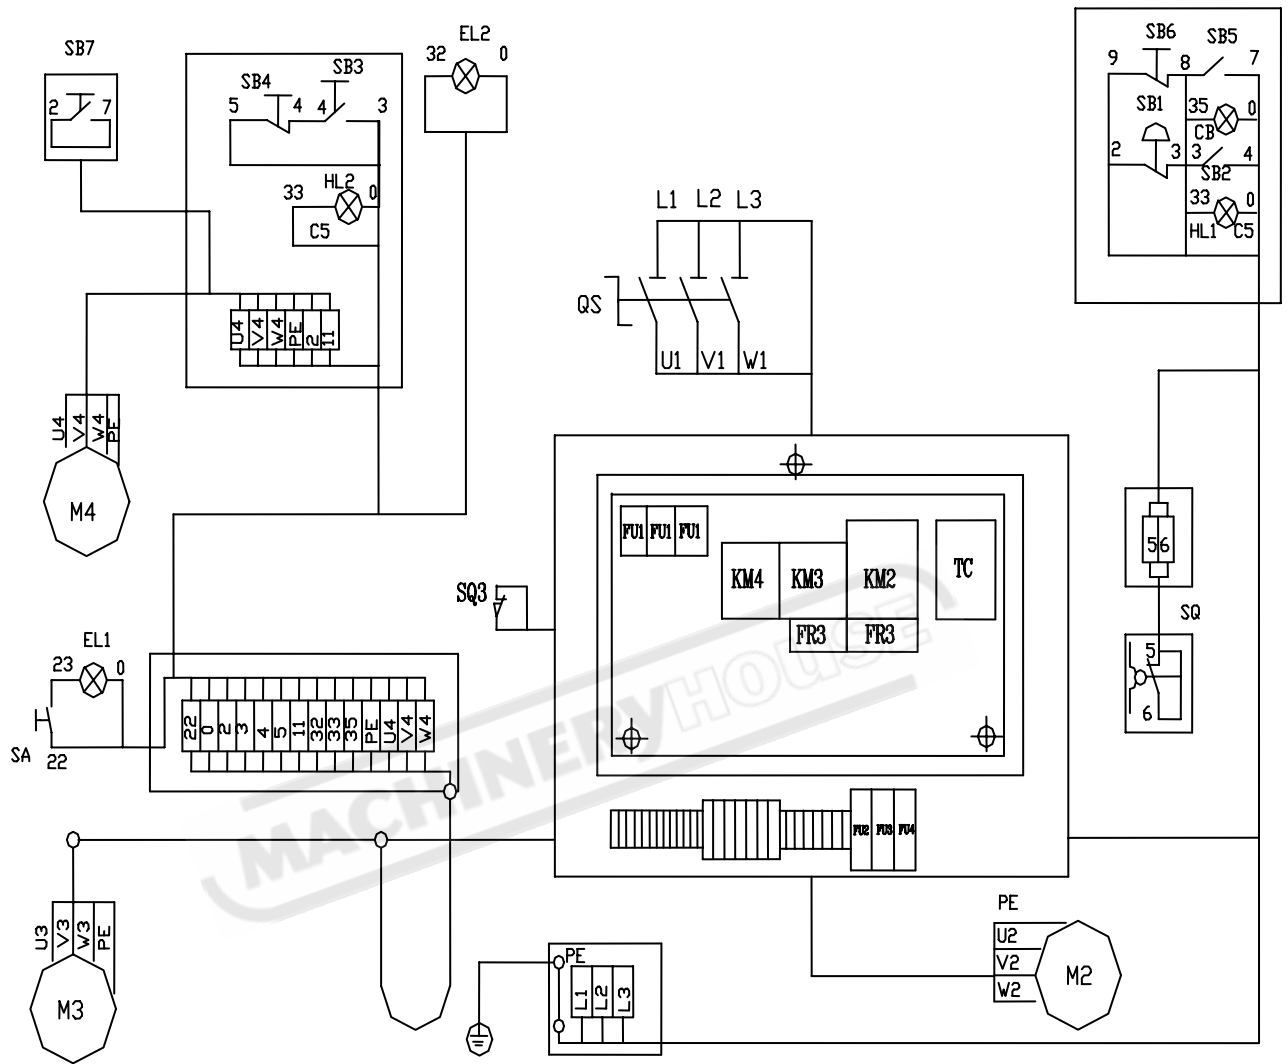 SB7
2 7
SB4 SB3
5 4 4 3
HL2
33 0
C5
EL2
32 0
U4 V4 W4 PE 2 11
U4 V4 W4 PE
M4
L1 L2 L3
QS
U1 V1 W1
SB6 SB5
9 8 7
SB1 35 0
CB
2 3 3 4
SB2
33 0
HL1 C5
FU1 FU1 FU1
KM4 KM3 KM2 TC
FR3 FR3
SQ3
56
SQ
5
6
EL1
23 0
SA 22
22 0 2 3 4 5 11 32 33 35 PE U4 V4 W4
MACHINERYHOUSE
FU2 FU3 FU4
U3 V3 W3 PE
M3
PE
L1 L2 L3
PE
U2
V2
W2
M2